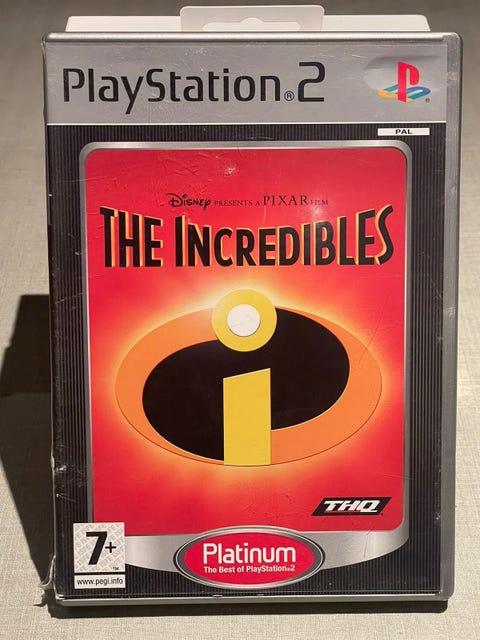 PlayStation®2
PAL
Disney PRESENTS A PIXAR FILM
THE INCREDIBLES
i
THQ
7+
™
www.pegi.info
Platinum
The Best of PlayStation®2